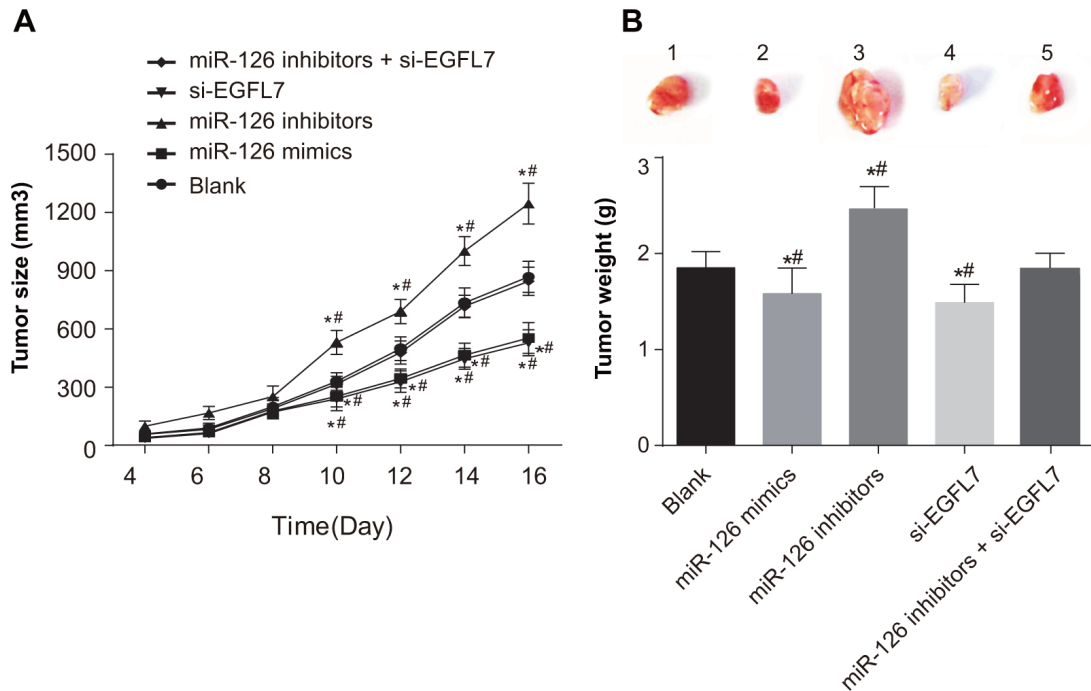 A
miR-126 inhibitors + si-EGFL7
si-EGFL7
miR-126 inhibitors
miR-126 mimics
Blank
Tumor size (mm3)
1500
1200
900
600
300
0
*#
*#
*#
*#
*#
*#
*#
*#
*#
*#
*#
*#
4 6 8 10 12 14 16
Time(Day)
B
1 2 3 4 5
Tumor weight (g)
3
2
1
0
*#
*#
*#
Blank
miR-126 mimics
miR-126 inhibitors
si-EGFL7
miR-126 inhibitors + si-EGFL7